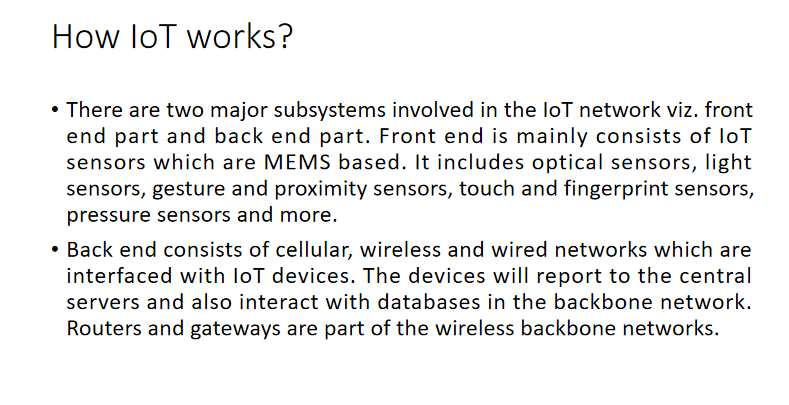 How IoT works?
• There are two major subsystems involved in the IoT network viz. front
end part and back end part. Front end is mainly consists of IoT
sensors which are MEMS based. It includes optical sensors, light
sensors, gesture and proximity sensors, touch and fingerprint sensors,
pressure sensors and more.
• Back end consists of cellular, wireless and wired networks which are
interfaced with IoT devices. The devices will report to the central
servers and also interact with databases in the backbone network.
Routers and gateways are part of the wireless backbone networks.